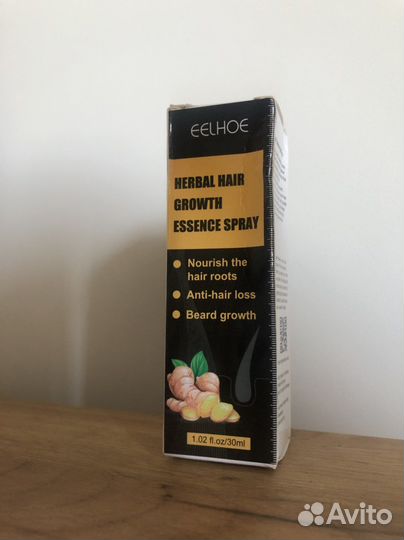 EELHOE
HERBAL HAIR
GROWTH
ESSENCE SPRAY
Nourish the
hair roots
Anti-hair loss
Beard growth
1.02 fl.oz/30ml
Avito